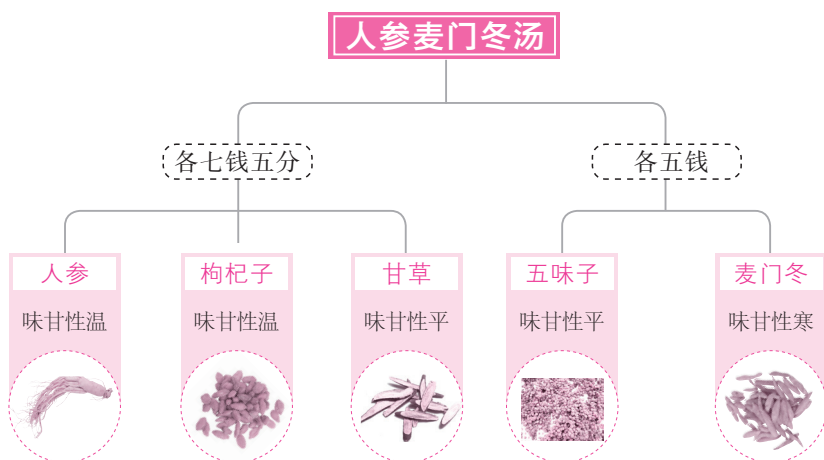 人参麦门冬汤
各七钱五分
各五钱
人参
枸杞子
甘草
五味子
麦门冬
味甘性温
味甘性温
味甘性平
味甘性平
味甘性寒